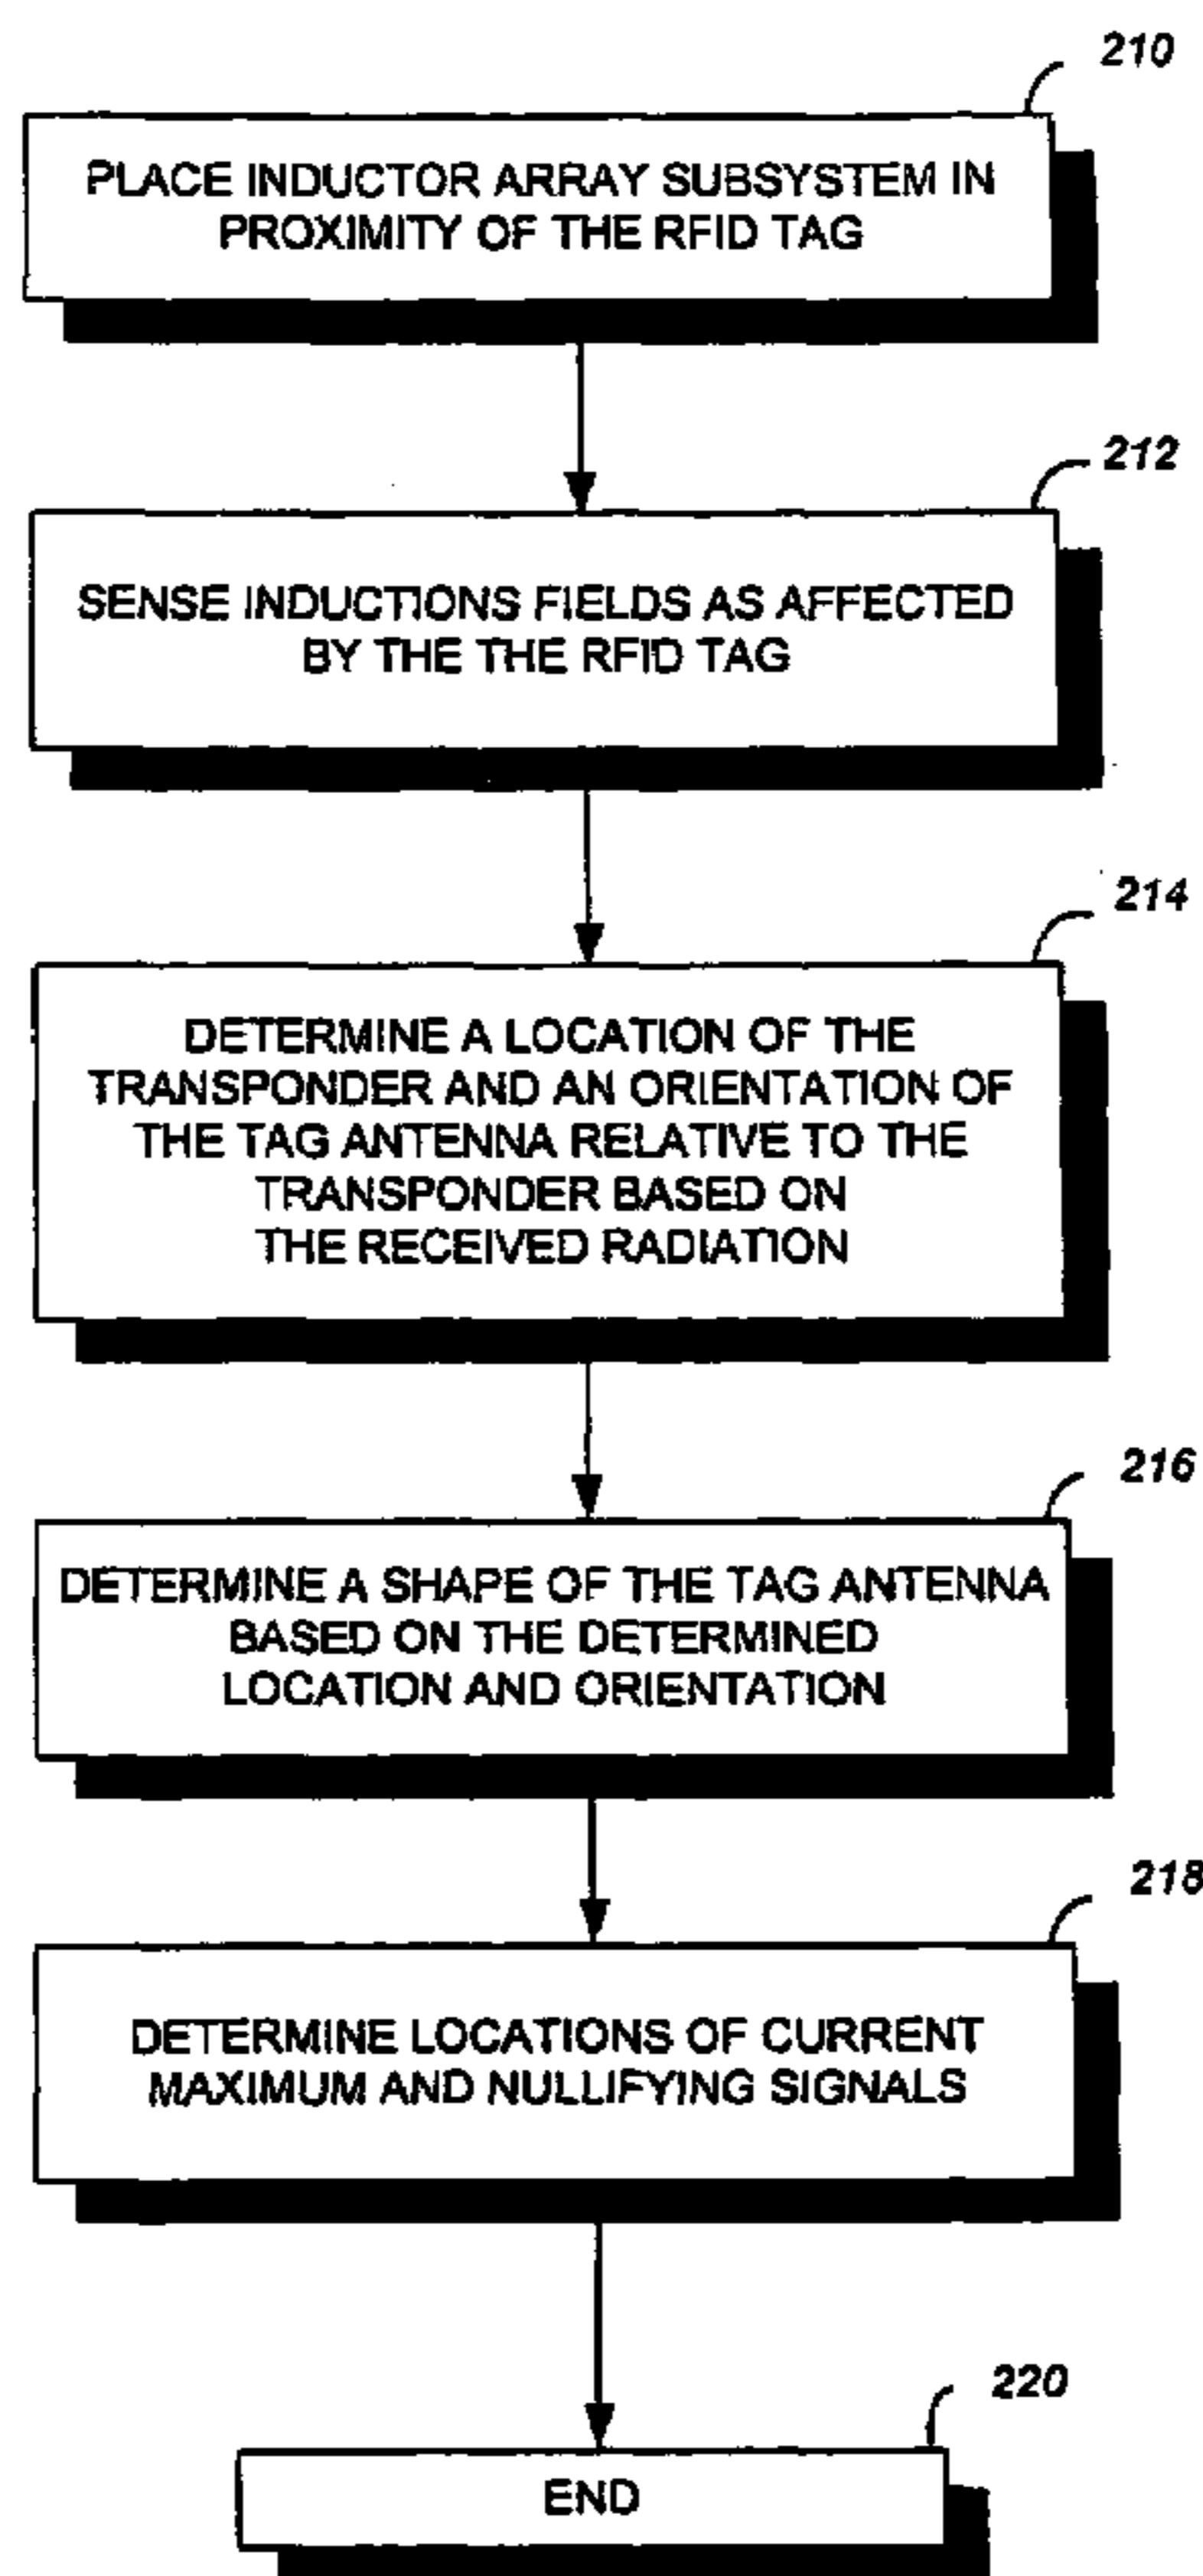 210
PLACE INDUCTOR ARRAY SUBSYSTEM IN
PROXIMITY OF THE RFID TAG
212
SENSE INDUCTIONS FIELDS AS AFFECTED
BY THE THE RFID TAG
214
DETERMINE A LOCATION OF THE
TRANSPONDER AND AN ORIENTATION OF
THE TAG ANTENNA RELATIVE TO THE
TRANSPONDER BASED ON
THE RECEIVED RADIATION
216
DETERMINE A SHAPE OF THE TAG ANTENNA
BASED ON THE DETERMINED
LOCATION AND ORIENTATION
218
DETERMINE LOCATIONS OF CURRENT
MAXIMUM AND NULLIFYING SIGNALS
220
END